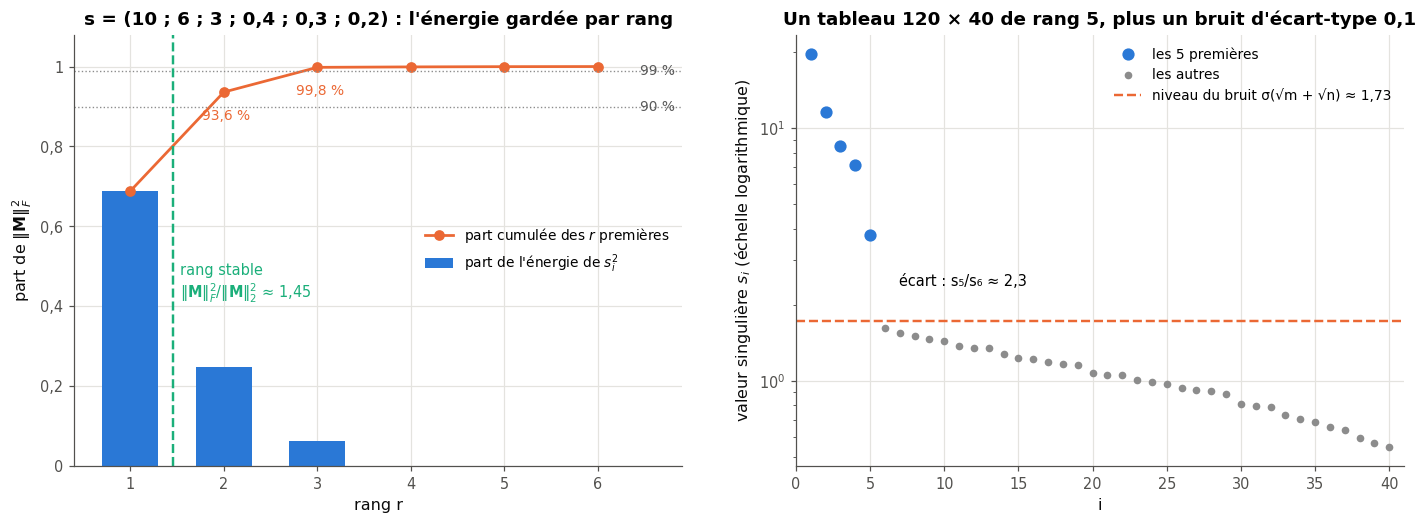 s = (10 ; 6 ; 3 ; 0,4 ; 0,3 ; 0,2) : l'énergie gardée par rang
part de ‖M‖²_F
1
0,8
0,6
0,4
0,2
0
99 %
90 %
93,6 %
99,8 %
part cumulée des r premières
part de l'énergie de s_i²
rang stable
‖M‖²_F/‖M‖²_2 ≈ 1,45
1 2 3 4 5 6
rang r
Un tableau 120 × 40 de rang 5, plus un bruit d'écart-type 0,1
valeur singulière s_i (échelle logarithmique)
10¹
10⁰
les 5 premières
les autres
niveau du bruit σ(√m + √n) ≈ 1,73
écart : s₅/s₆ ≈ 2,3
0 5 10 15 20 25 30 35 40
i